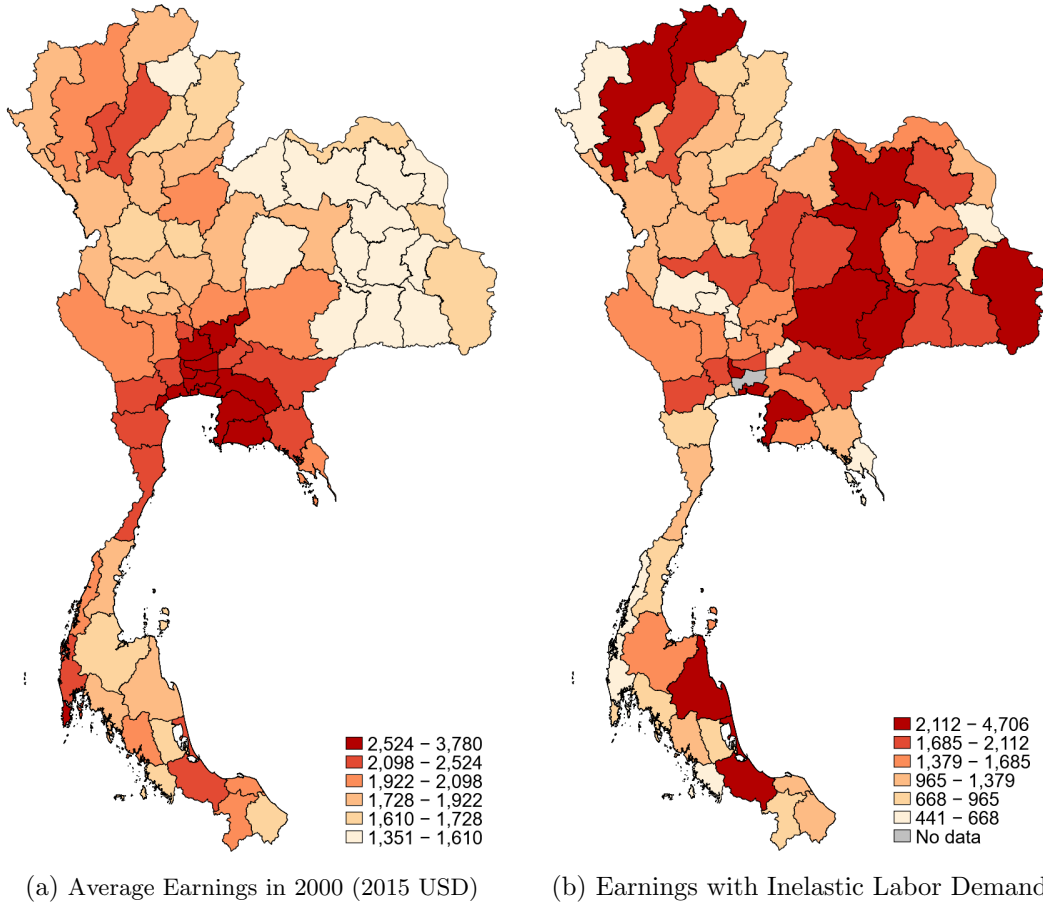 2,524 – 3,780
2,098 – 2,524
1,922 – 2,098
1,728 – 1,922
1,610 – 1,728
1,351 – 1,610
2,112 – 4,706
1,685 – 2,112
1,379 – 1,685
965 – 1,379
668 – 965
441 – 668
No data
(a) Average Earnings in 2000 (2015 USD)
(b) Earnings with Inelastic Labor Demand